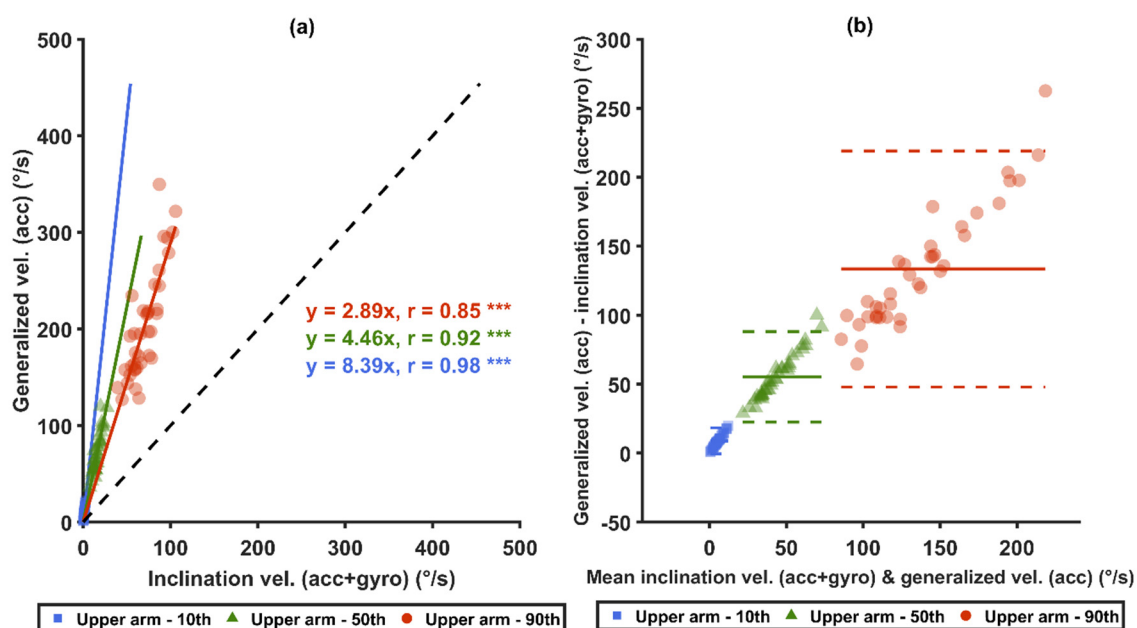 (a)
500
400
300
200
100
0
Generalized vel. (acc) (°/s)
y = 2.89x, r = 0.85 ***
y = 4.46x, r = 0.92 ***
y = 8.39x, r = 0.98 ***
0 100 200 300 400 500
Inclination vel. (acc+gyro) (°/s)
Upper arm - 10th Upper arm - 50th Upper arm - 90th
(b)
300
250
200
150
100
50
0
-50
Generalized vel. (acc) - inclination vel. (acc+gyro) (°/s)
0 50 100 150 200
Mean inclination vel. (acc+gyro) & generalized vel. (acc) (°/s)
Upper arm - 10th Upper arm - 50th Upper arm - 90th